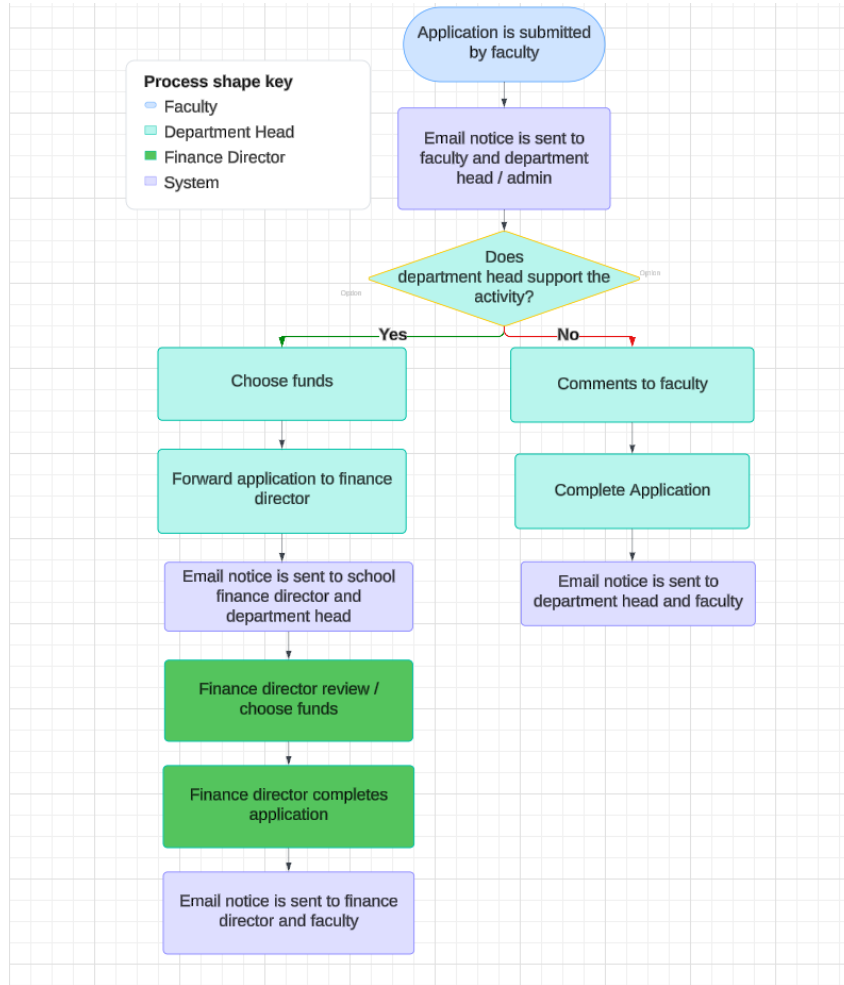 Application is submitted
by faculty
Process shape key
Faculty
Department Head
Finance Director
System
Email notice is sent to
faculty and department
head / admin
Does
department head support the
activity?
Option
Option
Yes
No
Choose funds
Comments to faculty
Forward application to finance
director
Complete Application
Email notice is sent to school
finance director and
department head
Email notice is sent to
department head and faculty
Finance director review /
choose funds
Finance director completes
application
Email notice is sent to finance
director and faculty